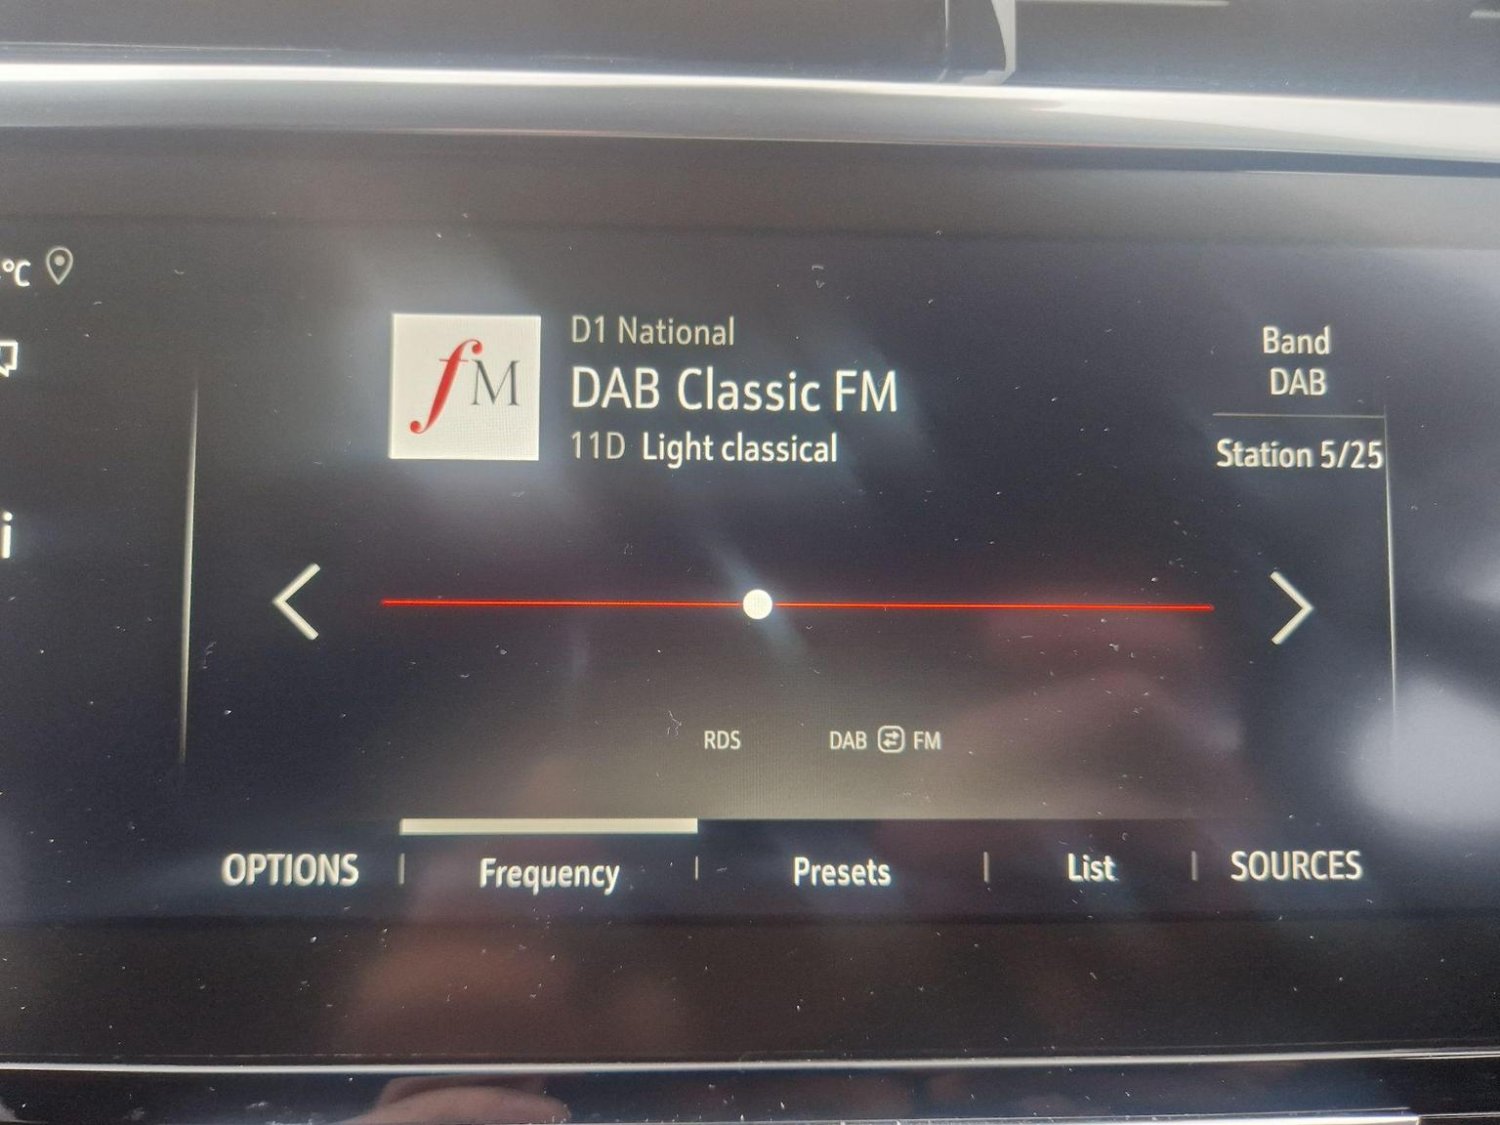 °C
fM
D1 National
DAB Classic FM
11D Light classical
Band
DAB
Station 5/25
i
RDS
DAB FM
OPTIONS
Frequency
Presets
List
SOURCES